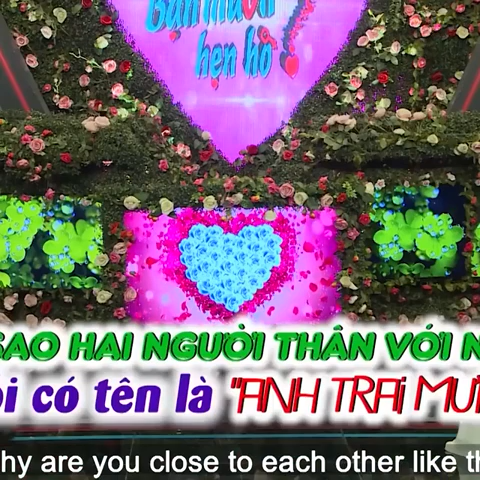 Bạn muốn
hẹn hò?
SAO HAI NGƯỜI THÂN VỚI N
ọi có tên là "ANH TRAI MƯ
hy are you close to each other like th